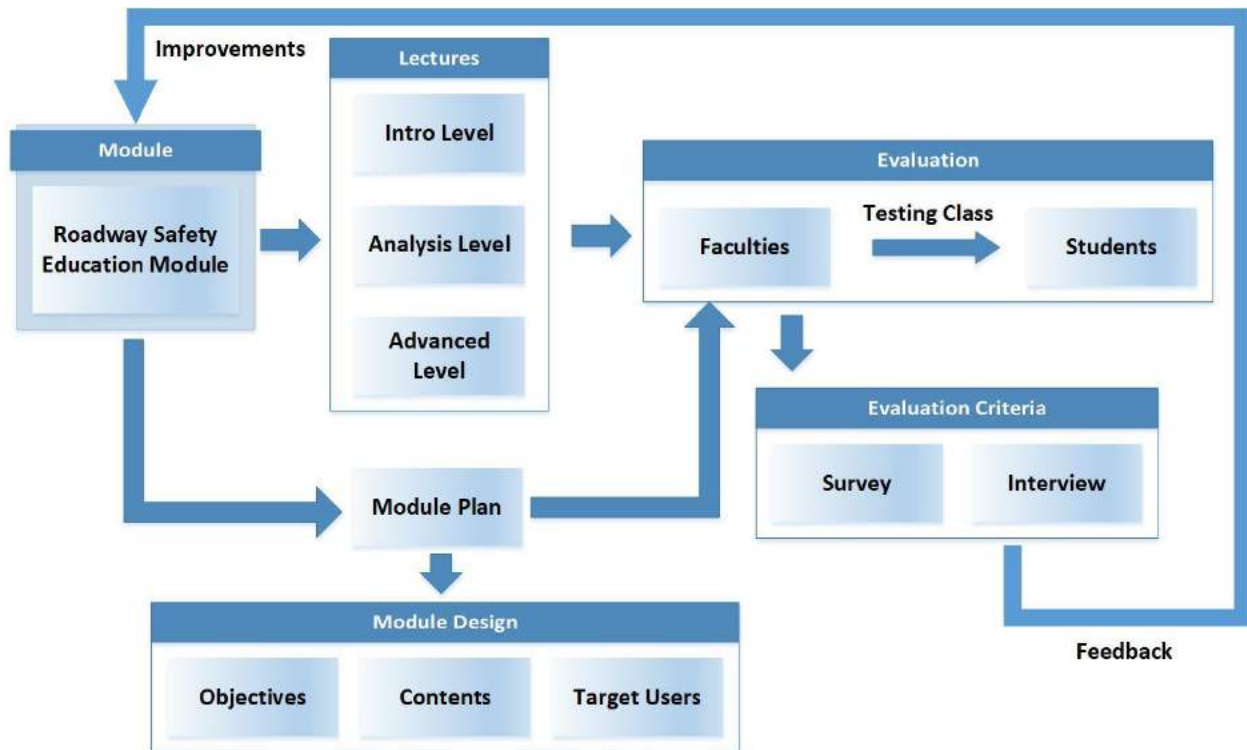 Improvements
Lectures
Intro Level
Module
Evaluation
Roadway Safety
Education Module
Analysis Level
Faculties
Testing Class
Students
Advanced
Level
Evaluation Criteria
Survey
Interview
Module Plan
Module Design
Feedback
Objectives
Contents
Target Users